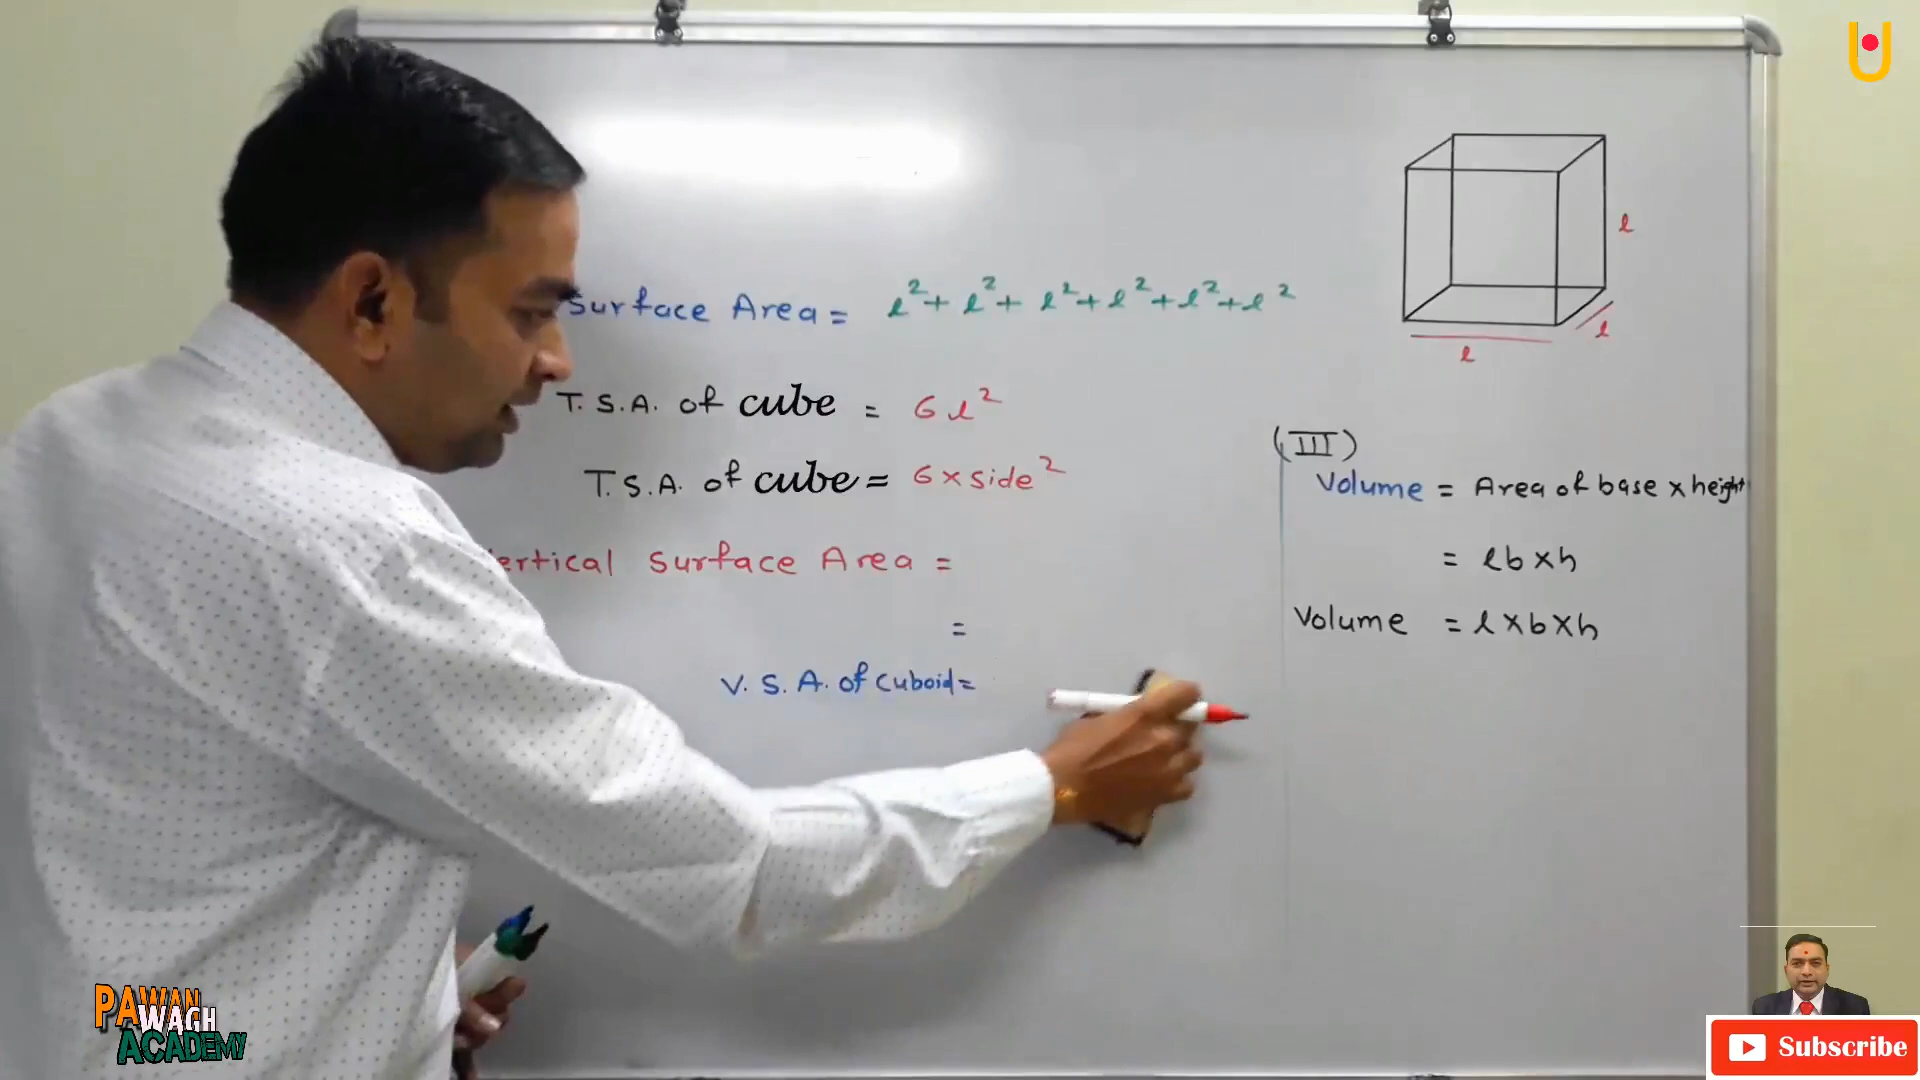 Surface Area = l² + l² + l² + l² + l² + l²
T. S.A. of cube = 6l²
T. S.A. of cube = 6 x side²
ertical Surface Area =
=
V. S. A. of Cuboid =
l
l
l
(III)
Volume = Area of base x height
= lb x h
Volume = l x b x h
PAWAN
WAGH
ACADEMY
Subscribe